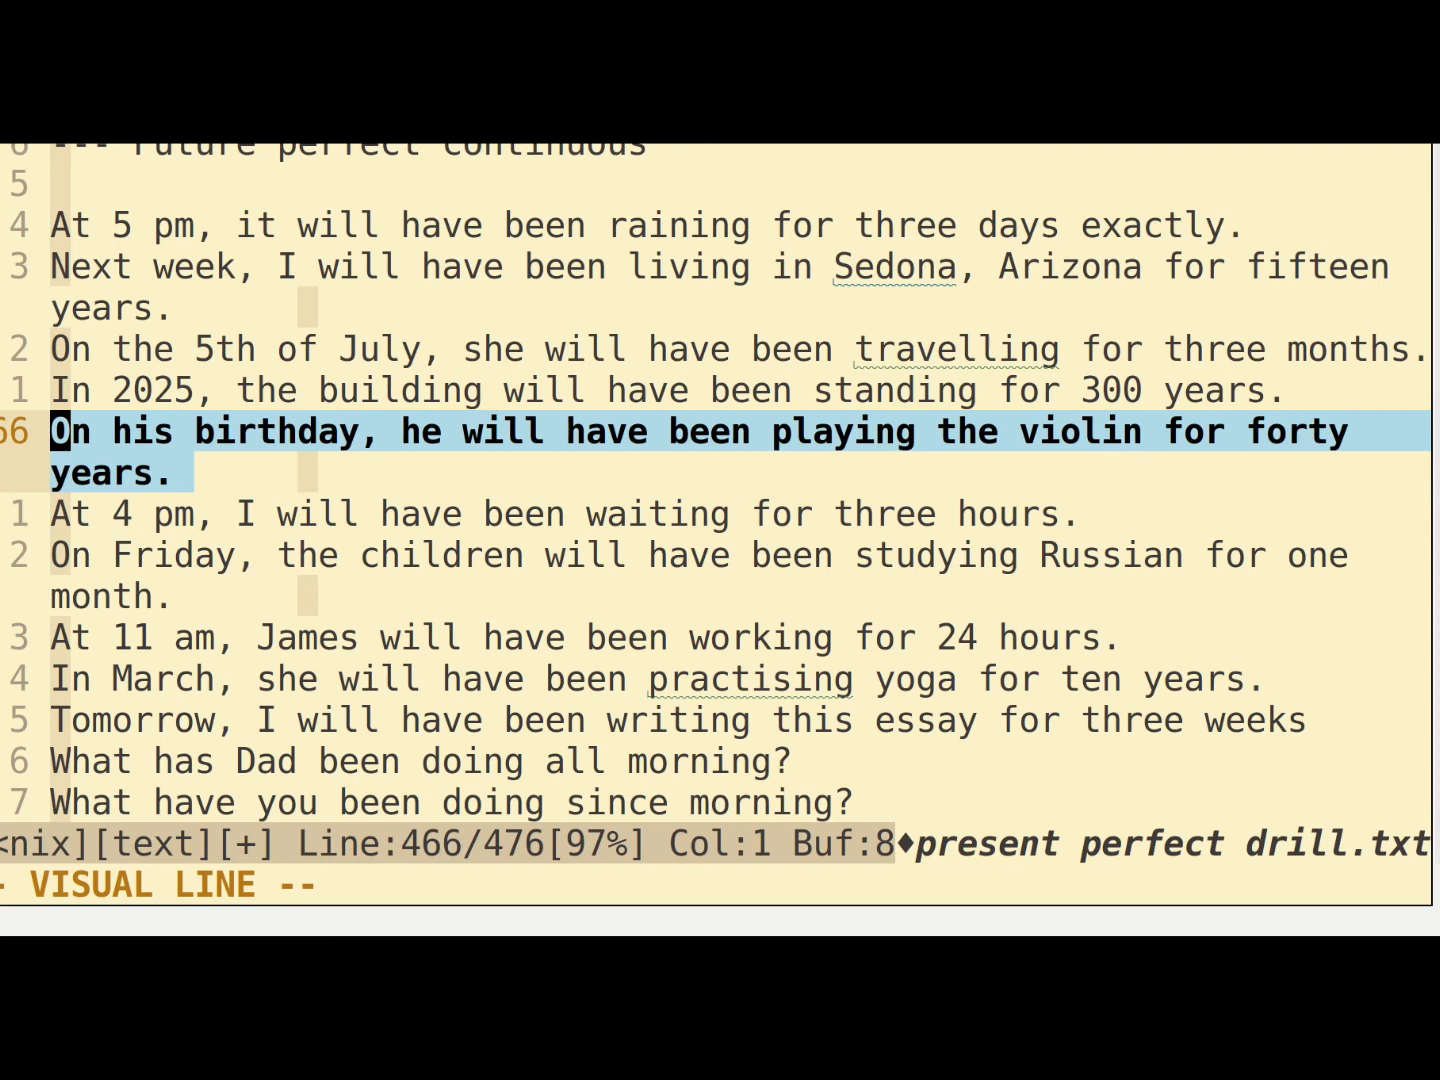 6 --- Future perfect continuous
5
4 At 5 pm, it will have been raining for three days exactly.
3 Next week, I will have been living in Sedona, Arizona for fifteen
years.
2 On the 5th of July, she will have been travelling for three months.
1 In 2025, the building will have been standing for 300 years.
66 On his birthday, he will have been playing the violin for forty
years.
1 At 4 pm, I will have been waiting for three hours.
2 On Friday, the children will have been studying Russian for one
month.
3 At 11 am, James will have been working for 24 hours.
4 In March, she will have been practising yoga for ten years.
5 Tomorrow, I will have been writing this essay for three weeks
6 What has Dad been doing all morning?
7 What have you been doing since morning?
<nix][text][+] Line:466/476[97%] Col:1 Buf:8♦present perfect drill.txt
- VISUAL LINE --